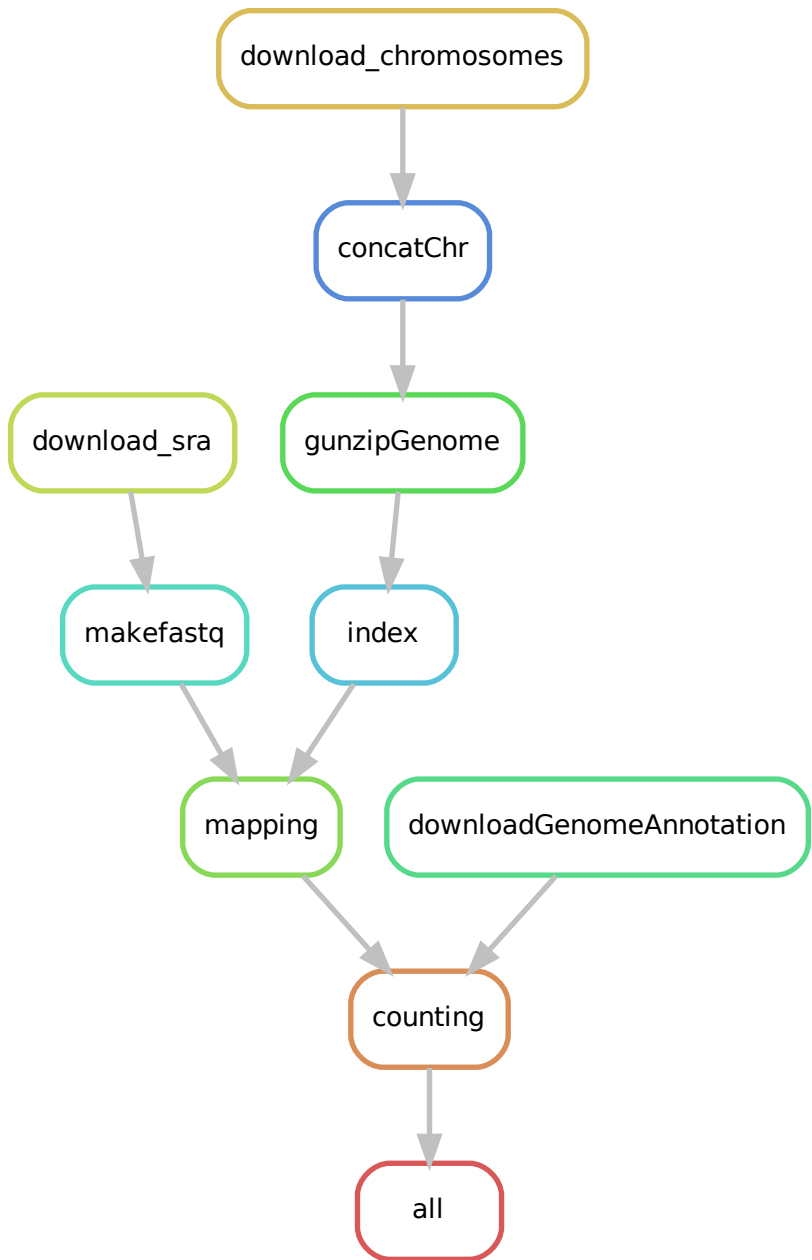 download_chromosomes
concatChr
download_sra
gunzipGenome
makefastq
index
mapping
downloadGenomeAnnotation
counting
all